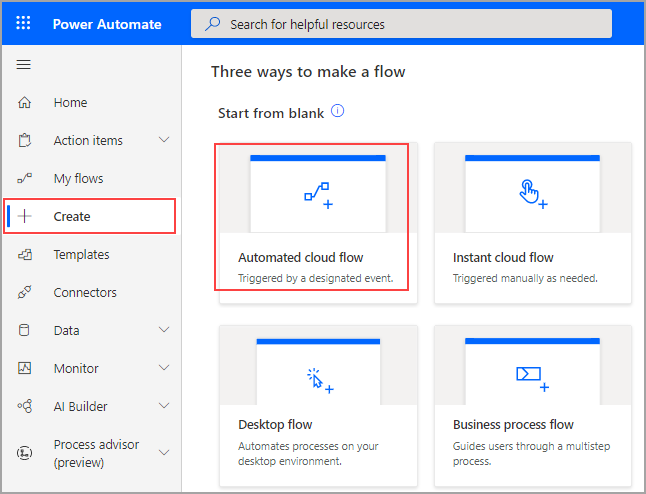 Power Automate
Search for helpful resources
Home
Action items
My flows
Create
Templates
Connectors
Data
Monitor
AI Builder
Process advisor
(preview)
Three ways to make a flow
Start from blank
Automated cloud flow
Triggered by a designated event.
Instant cloud flow
Triggered manually as needed.
Desktop flow
Automates processes on your
desktop environment.
Business process flow
Guides users through a multistep
process.